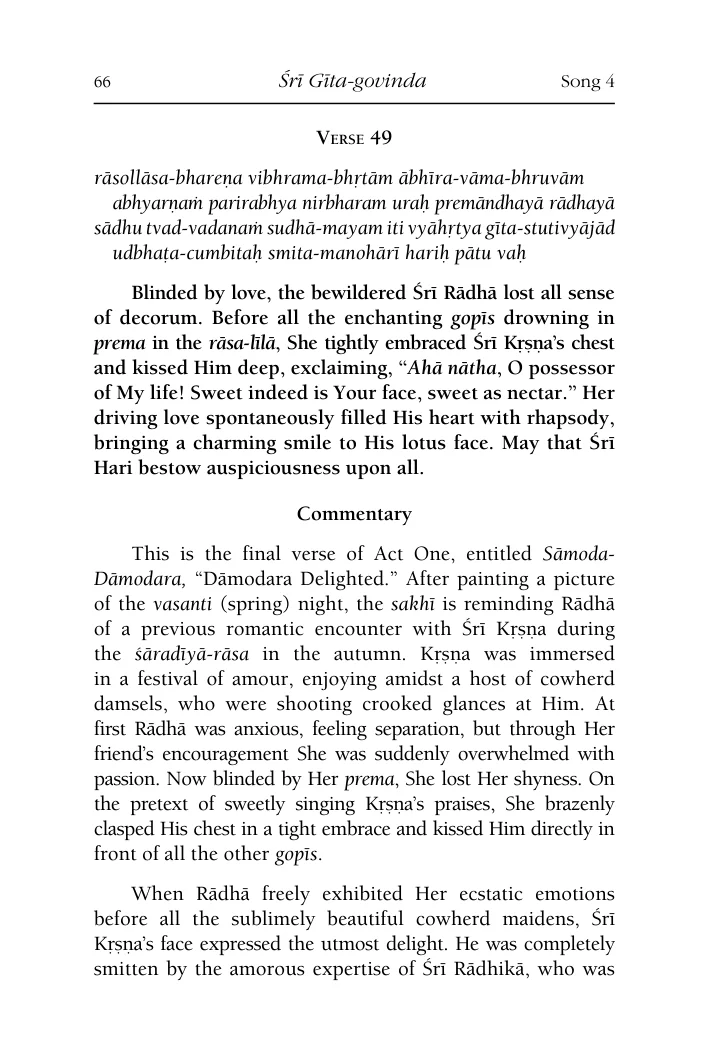 66 Śrī Gīta-govinda Song 4
Verse 49
rāsollāsa-bhareṇa vibhrama-bhṛtām ābhīra-vāma-bhruvām
abhyarṇaṁ parirabhya nirbharam uraḥ premāndhayā rādhayā
sādhu tvad-vadanaṁ sudhā-mayam iti vyāhṛtya gīta-stutivyājād
udbhaṭa-cumbitaḥ smita-manohārī hariḥ pātu vaḥ
Blinded by love, the bewildered Śrī Rādhā lost all sense
of decorum. Before all the enchanting gopīs drowning in
prema in the rāsa-līlā, She tightly embraced Śrī Kṛṣṇa’s chest
and kissed Him deep, exclaiming, “Ahā nātha, O possessor
of My life! Sweet indeed is Your face, sweet as nectar.” Her
driving love spontaneously filled His heart with rhapsody,
bringing a charming smile to His lotus face. May that Śrī
Hari bestow auspiciousness upon all.
Commentary
This is the final verse of Act One, entitled Sāmoda-
Dāmodara, “Dāmodara Delighted.” After painting a picture
of the vasanti (spring) night, the sakhī is reminding Rādhā
of a previous romantic encounter with Śrī Kṛṣṇa during
the śāradīyā-rāsa in the autumn. Kṛṣṇa was immersed
in a festival of amour, enjoying amidst a host of cowherd
damsels, who were shooting crooked glances at Him. At
first Rādhā was anxious, feeling separation, but through Her
friend’s encouragement She was suddenly overwhelmed with
passion. Now blinded by Her prema, She lost Her shyness. On
the pretext of sweetly singing Kṛṣṇa’s praises, She brazenly
clasped His chest in a tight embrace and kissed Him directly in
front of all the other gopīs.
When Rādhā freely exhibited Her ecstatic emotions
before all the sublimely beautiful cowherd maidens, Śrī
Kṛṣṇa’s face expressed the utmost delight. He was completely
smitten by the amorous expertise of Śrī Rādhikā, who was